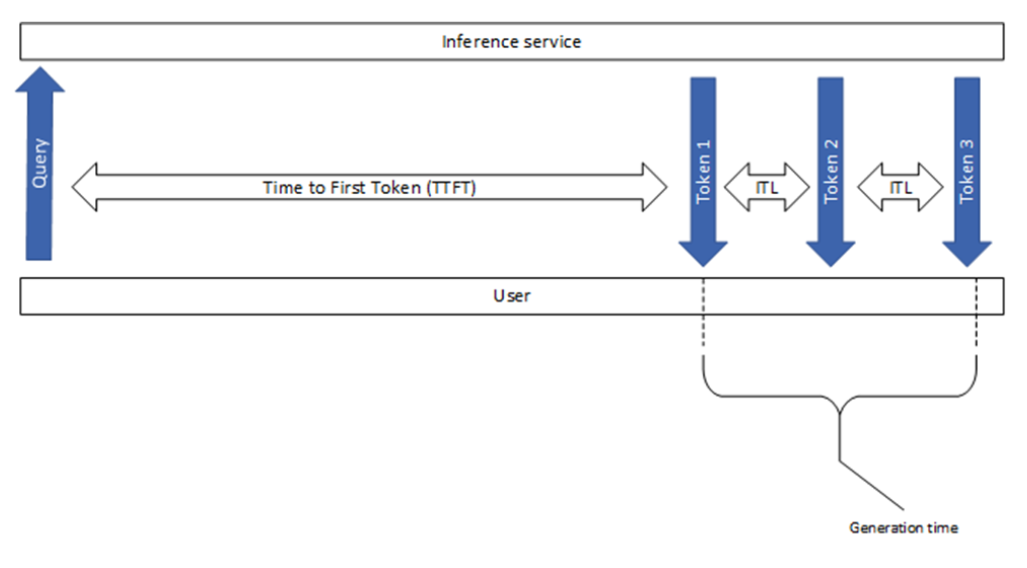 Inference service
Query
Time to First Token (TTFT)
Token 1
ITL
Token 2
ITL
Token 3
User
Generation time